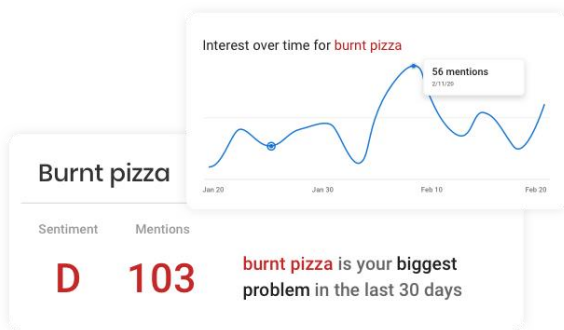 Interest over time for burnt pizza
56 mentions
2/11/20
Jan 20 Jan 30 Feb 10 Feb 20
Burnt pizza
Sentiment Mentions
D 103
burnt pizza is your biggest
problem in the last 30 days